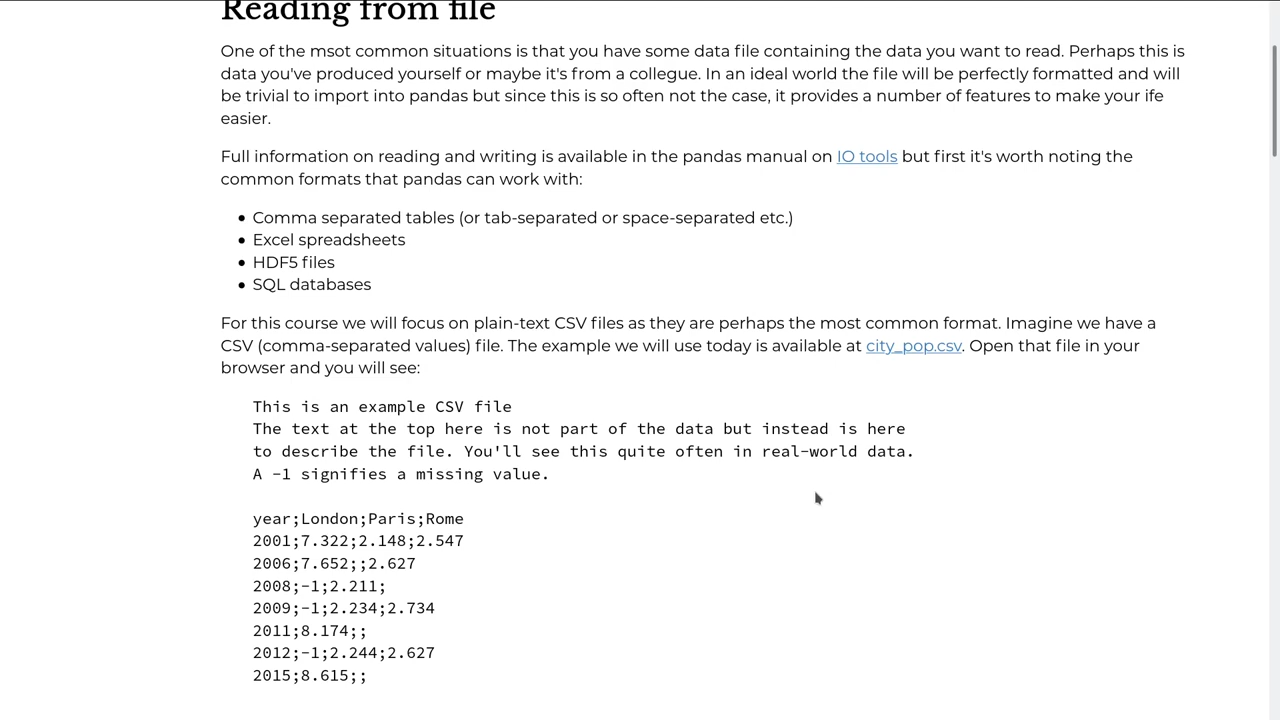 Reading from file
One of the msot common situations is that you have some data file containing the data you want to read. Perhaps this is
data you've produced yourself or maybe it's from a collegue. In an ideal world the file will be perfectly formatted and will
be trivial to import into pandas but since this is so often not the case, it provides a number of features to make your ife
easier.
Full information on reading and writing is available in the pandas manual on IO tools but first it's worth noting the
common formats that pandas can work with:
• Comma separated tables (or tab-separated or space-separated etc.)
• Excel spreadsheets
• HDF5 files
• SQL databases
For this course we will focus on plain-text CSV files as they are perhaps the most common format. Imagine we have a
CSV (comma-separated values) file. The example we will use today is available at city_pop.csv. Open that file in your
browser and you will see:
This is an example CSV file
The text at the top here is not part of the data but instead is here
to describe the file. You'll see this quite often in real-world data.
A -1 signifies a missing value.
year;London;Paris;Rome
2001;7.322;2.148;2.547
2006;7.652;;2.627
2008;-1;2.211;
2009;-1;2.234;2.734
2011;8.174;;
2012;-1;2.244;2.627
2015;8.615;;